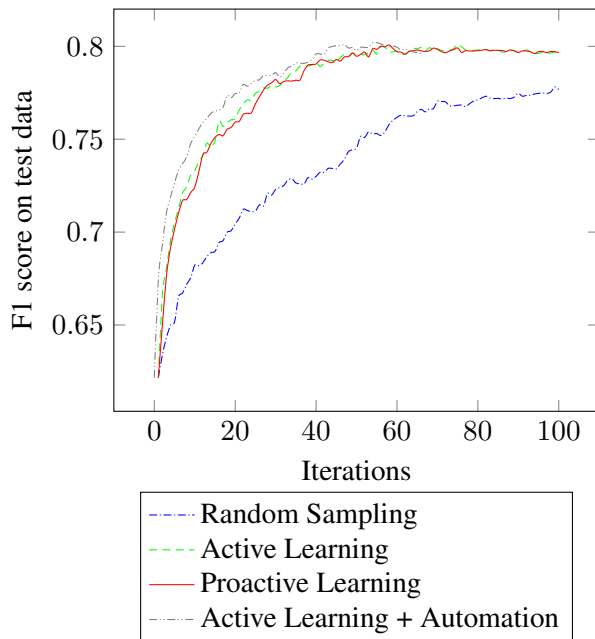 0.8
0.75
0.7
0.65
F1 score on test data
0 20 40 60 80 100
Iterations
Random Sampling
Active Learning
Proactive Learning
Active Learning + Automation